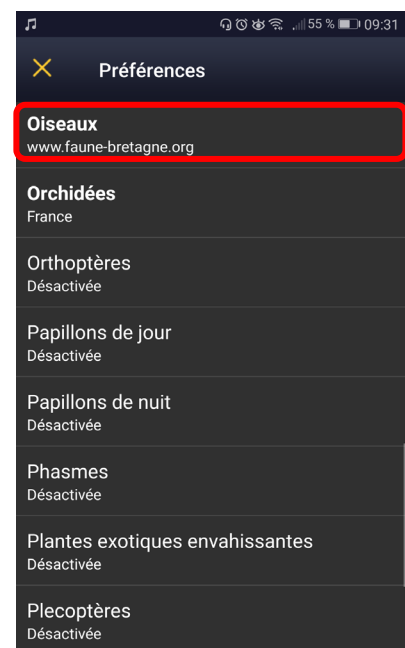 55 % 09:31
Préférences
Oiseaux
www.faune-bretagne.org
Orchidées
France
Orthoptères
Désactivée
Papillons de jour
Désactivée
Papillons de nuit
Désactivée
Phasmes
Désactivée
Plantes exotiques envahissantes
Désactivée
Plecoptères
Désactivée